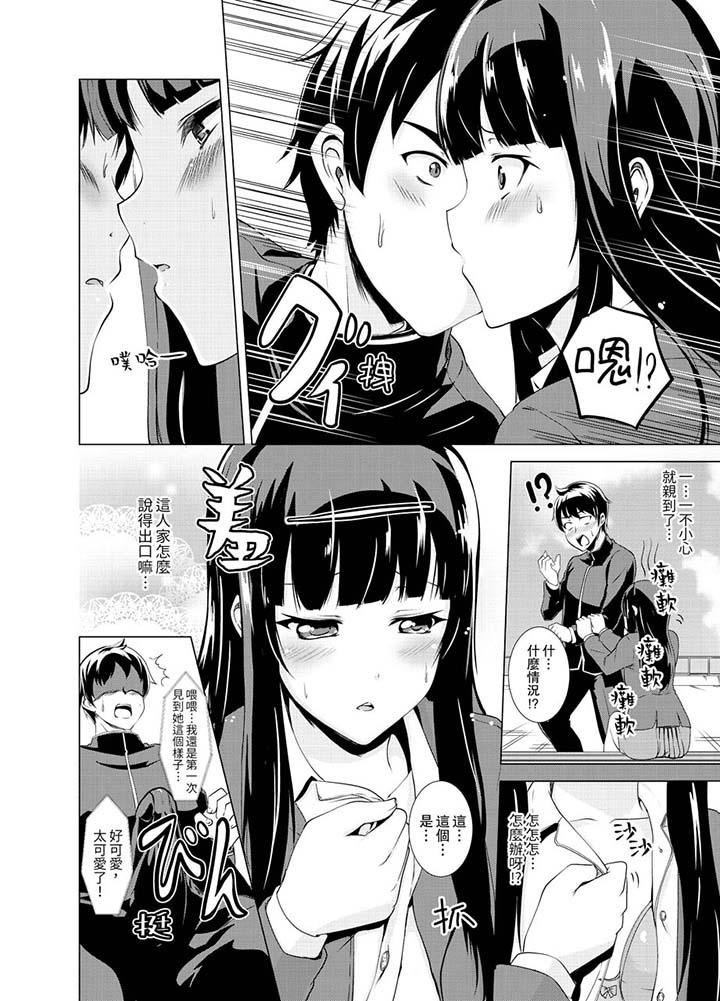 嗯!?
グイ
拽
噗哈—
一…一不小心
就親到了…
!?
癱軟
癱軟
癱軟
什…
什麼情況!?
羞
這人家怎麼
說得出口嘛…
怎怎怎…
怎麼辦呀!?
沙沙
這…
這個…
是…
抓
喂喂…我還是第一次
見到她這個樣子…
好可愛，
太可愛了！
びん
挺